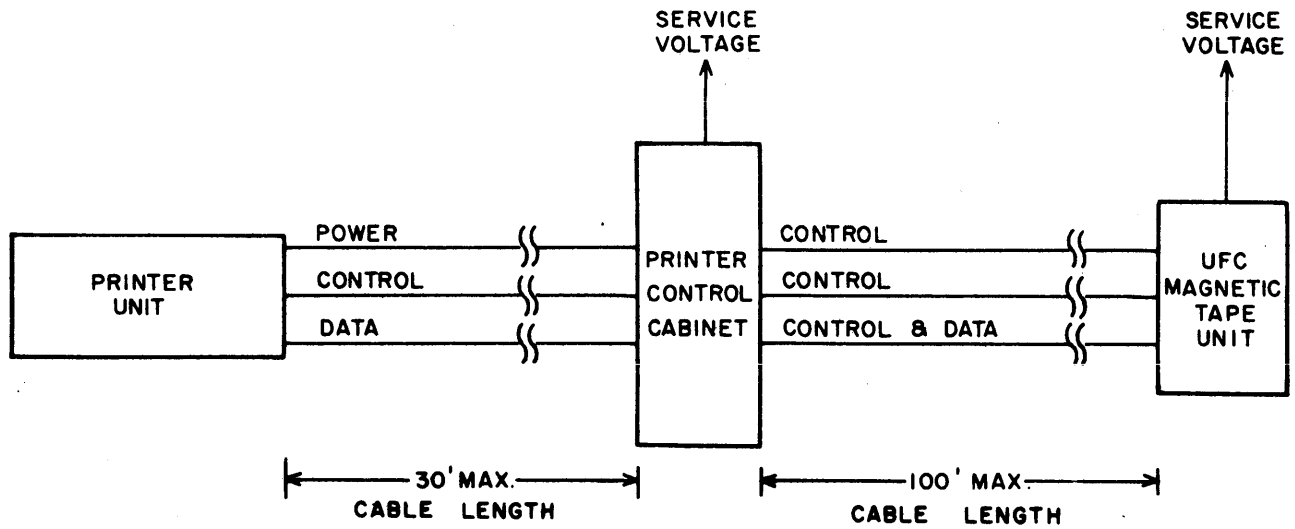 SERVICE
VOLTAGE
SERVICE
VOLTAGE
PRINTER
UNIT
POWER
CONTROL
DATA
PRINTER
CONTROL
CABINET
CONTROL
CONTROL
CONTROL & DATA
UFC
MAGNETIC
TAPE
UNIT
30' MAX.
CABLE LENGTH
100' MAX.
CABLE LENGTH